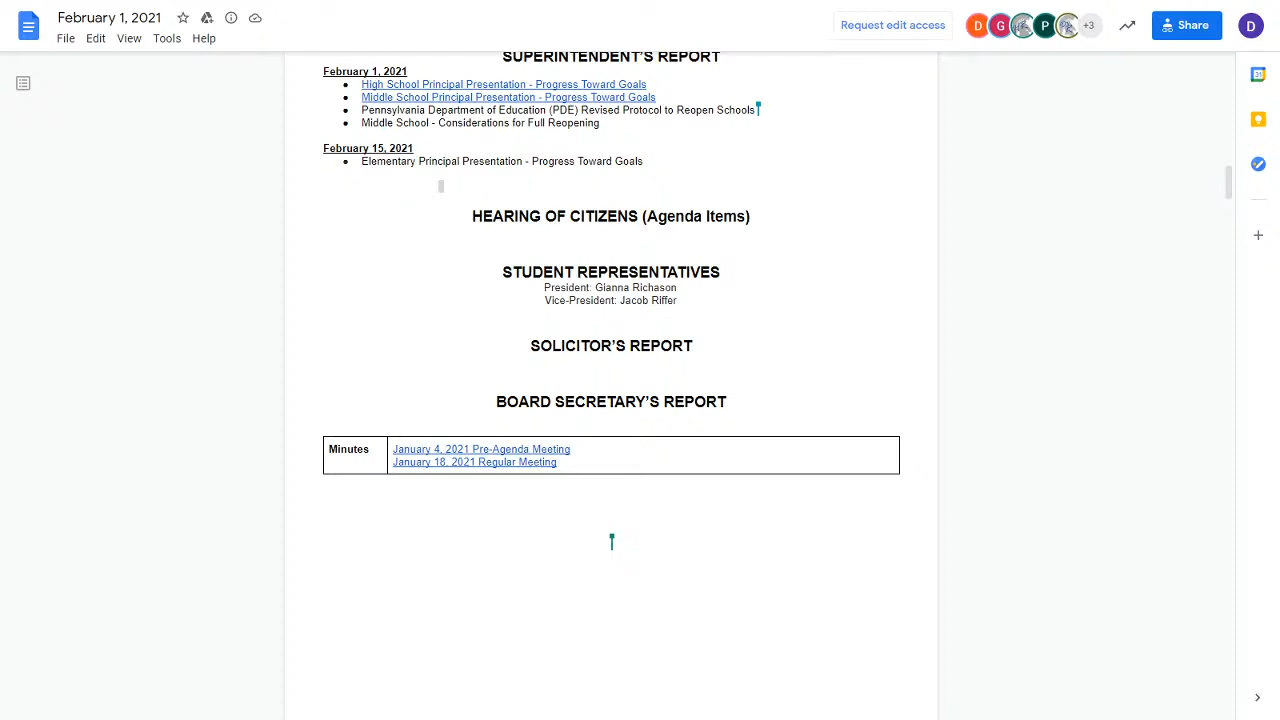 February 1, 2021
File Edit View Tools Help
Request edit access
D G P +3
Share
D
SUPERINTENDENT'S REPORT
February 1, 2021
High School Principal Presentation - Progress Toward Goals
Middle School Principal Presentation - Progress Toward Goals
Pennsylvania Department of Education (PDE) Revised Protocol to Reopen Schools
Middle School - Considerations for Full Reopening
February 15, 2021
Elementary Principal Presentation - Progress Toward Goals
HEARING OF CITIZENS (Agenda Items)
STUDENT REPRESENTATIVES
President: Gianna Richason
Vice-President: Jacob Riffer
SOLICITOR'S REPORT
BOARD SECRETARY'S REPORT
Minutes
January 4, 2021 Pre-Agenda Meeting
January 18, 2021 Regular Meeting
31